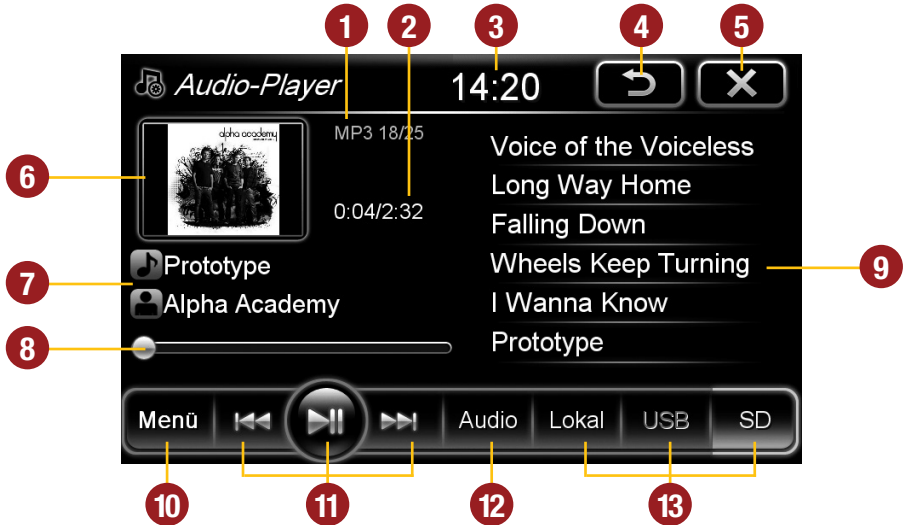 1 2 3 4 5
Audio-Player 14:20
alpha academy
MP3 18/25
0:04/2:32
6
Prototype
Alpha Academy
7
8
Voice of the Voiceless
Long Way Home
Falling Down
Wheels Keep Turning
I Wanna Know
Prototype
9
Menü Audio Lokal USB SD
10 11 12 13